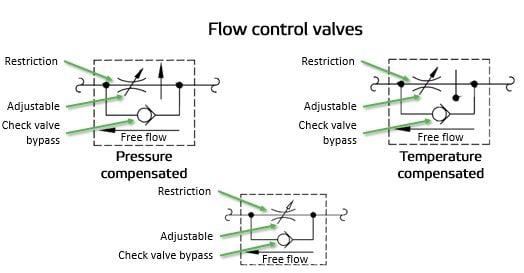 Flow control valves
Restriction
Adjustable
Check valve
bypass
Free flow
Pressure
compensated
Restriction
Adjustable
Check valve
bypass
Free flow
Temperature
compensated
Restriction
Adjustable
Check valve bypass
Free flow